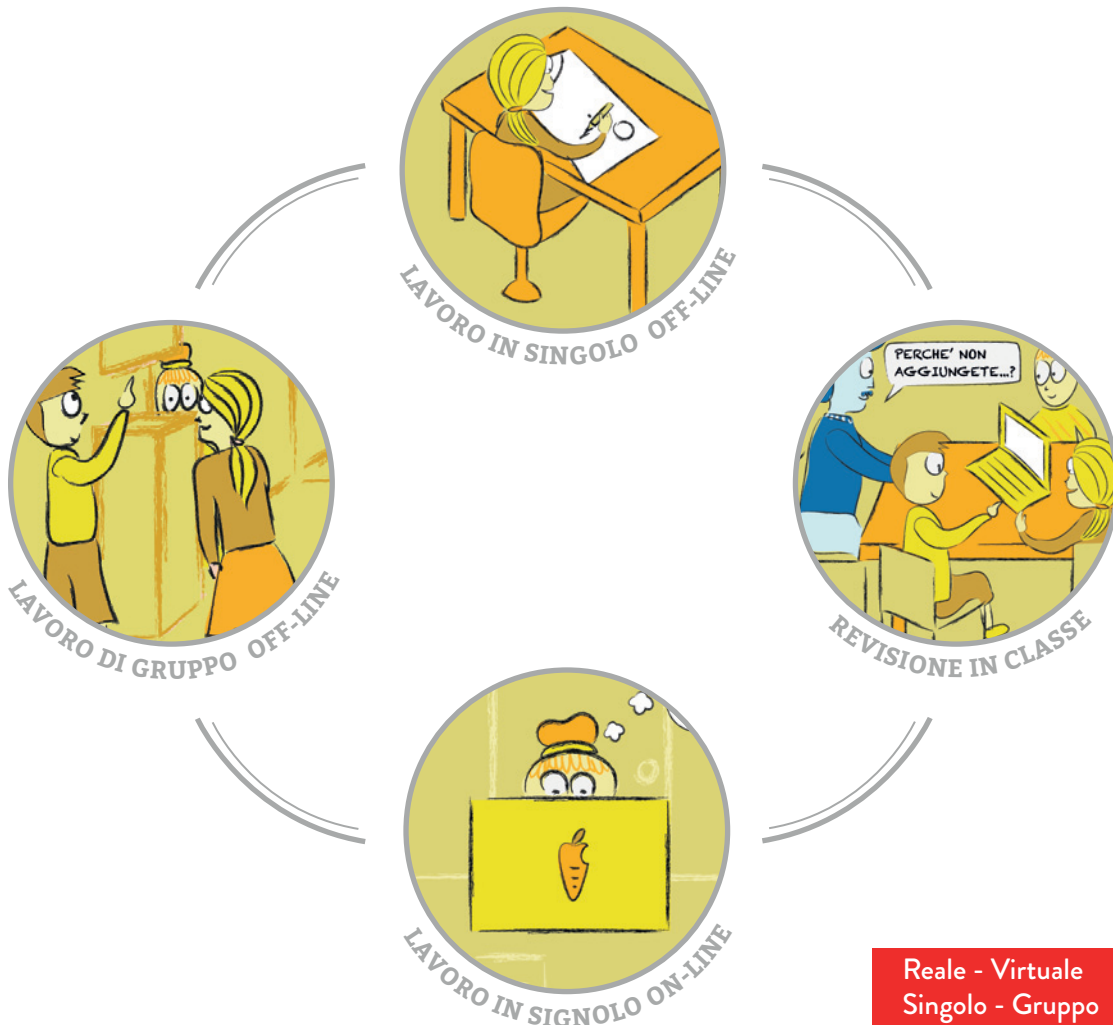 LAVORO IN SINGOLO OFF-LINE
PERCHE' NON
AGGIUNGETE...?
LAVORO DI GRUPPO OFF-LINE
REVISIONE IN CLASSE
LAVORO IN SIGNOLO ON-LINE
Reale - Virtuale
Singolo - Gruppo